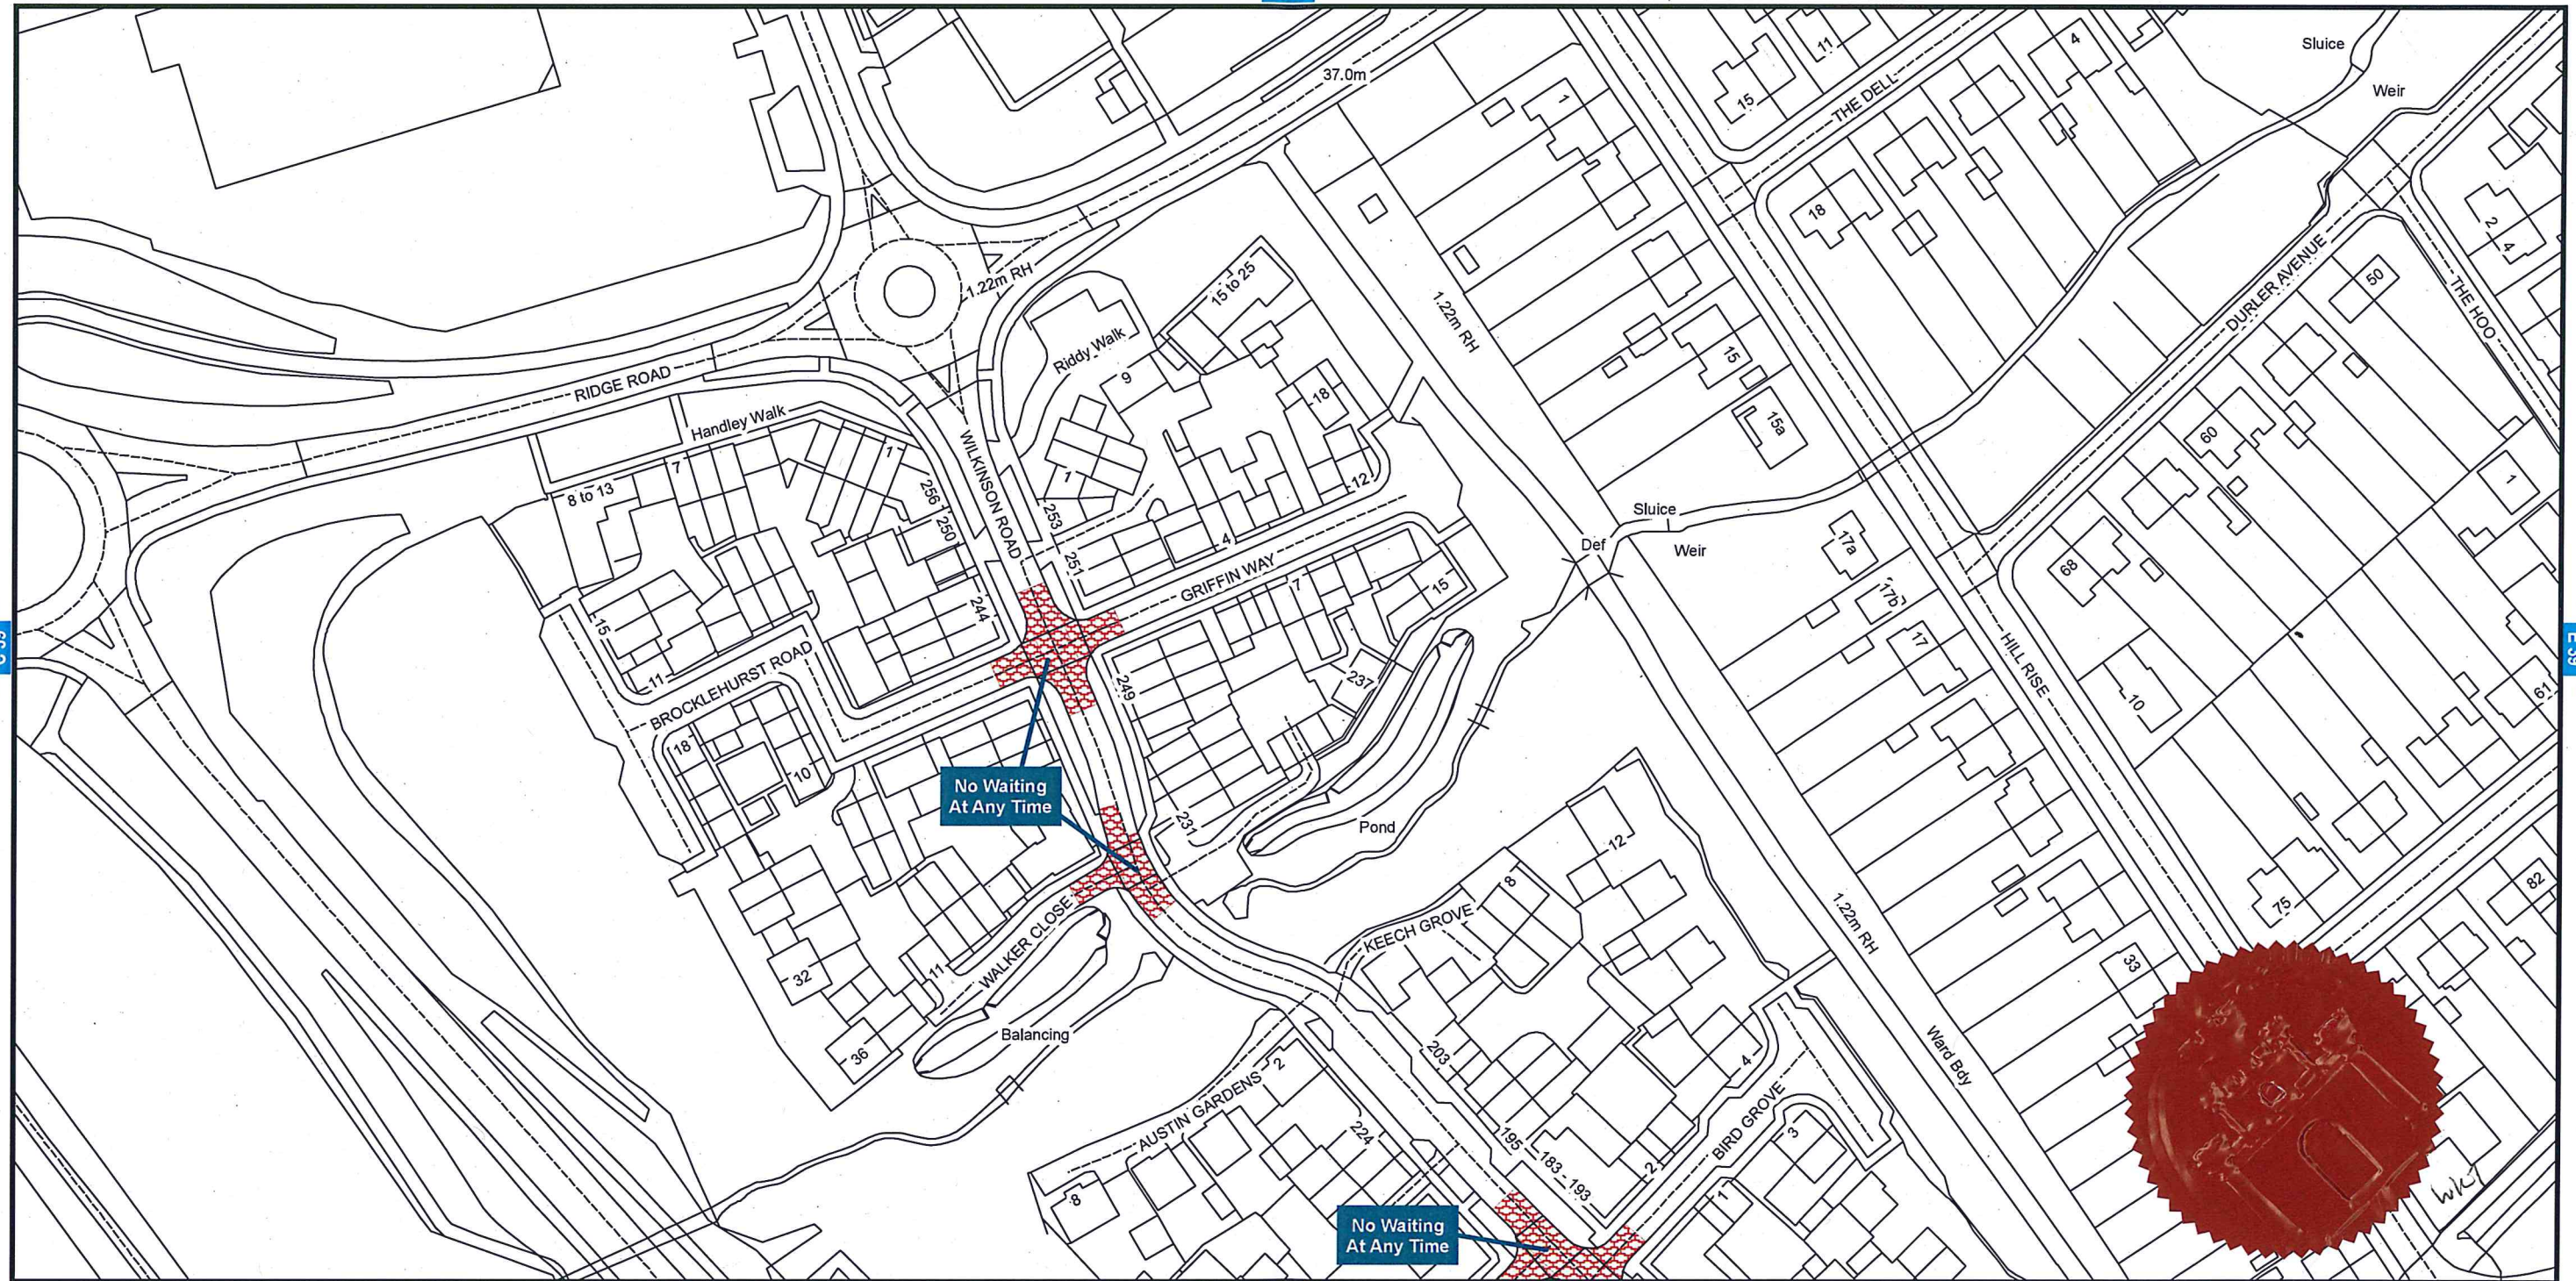 Sluice
Weir
37.0m
1
15
11
4
THE DELL
18
2
4
50
DURLER AVENUE
THE HOO
1.22m RH
15 to 25
Riddy Walk
9
1.22m RH
15
15a
RIDGE ROAD
Handley Walk
7
1
8 to 13
256
250
244
WILKINSON ROAD
253
251
1
18
12
4
GRIFFIN WAY
7
15
Sluice
Def
Weir
60
1
68
17a
17b
17
HILL RISE
10
61
15
11
BROCKLEHURST ROAD
18
10
249
237
No Waiting
At Any Time
231
Pond
12
8
KEECH GROVE
1.22m RH
75
82
33
32
11
WALKER CLOSE
36
Balancing
203
4
Ward Bdy
AUSTIN GARDENS
2
8
224
195
183 - 193
2
BIRD GROVE
3
1
No Waiting
At Any Time